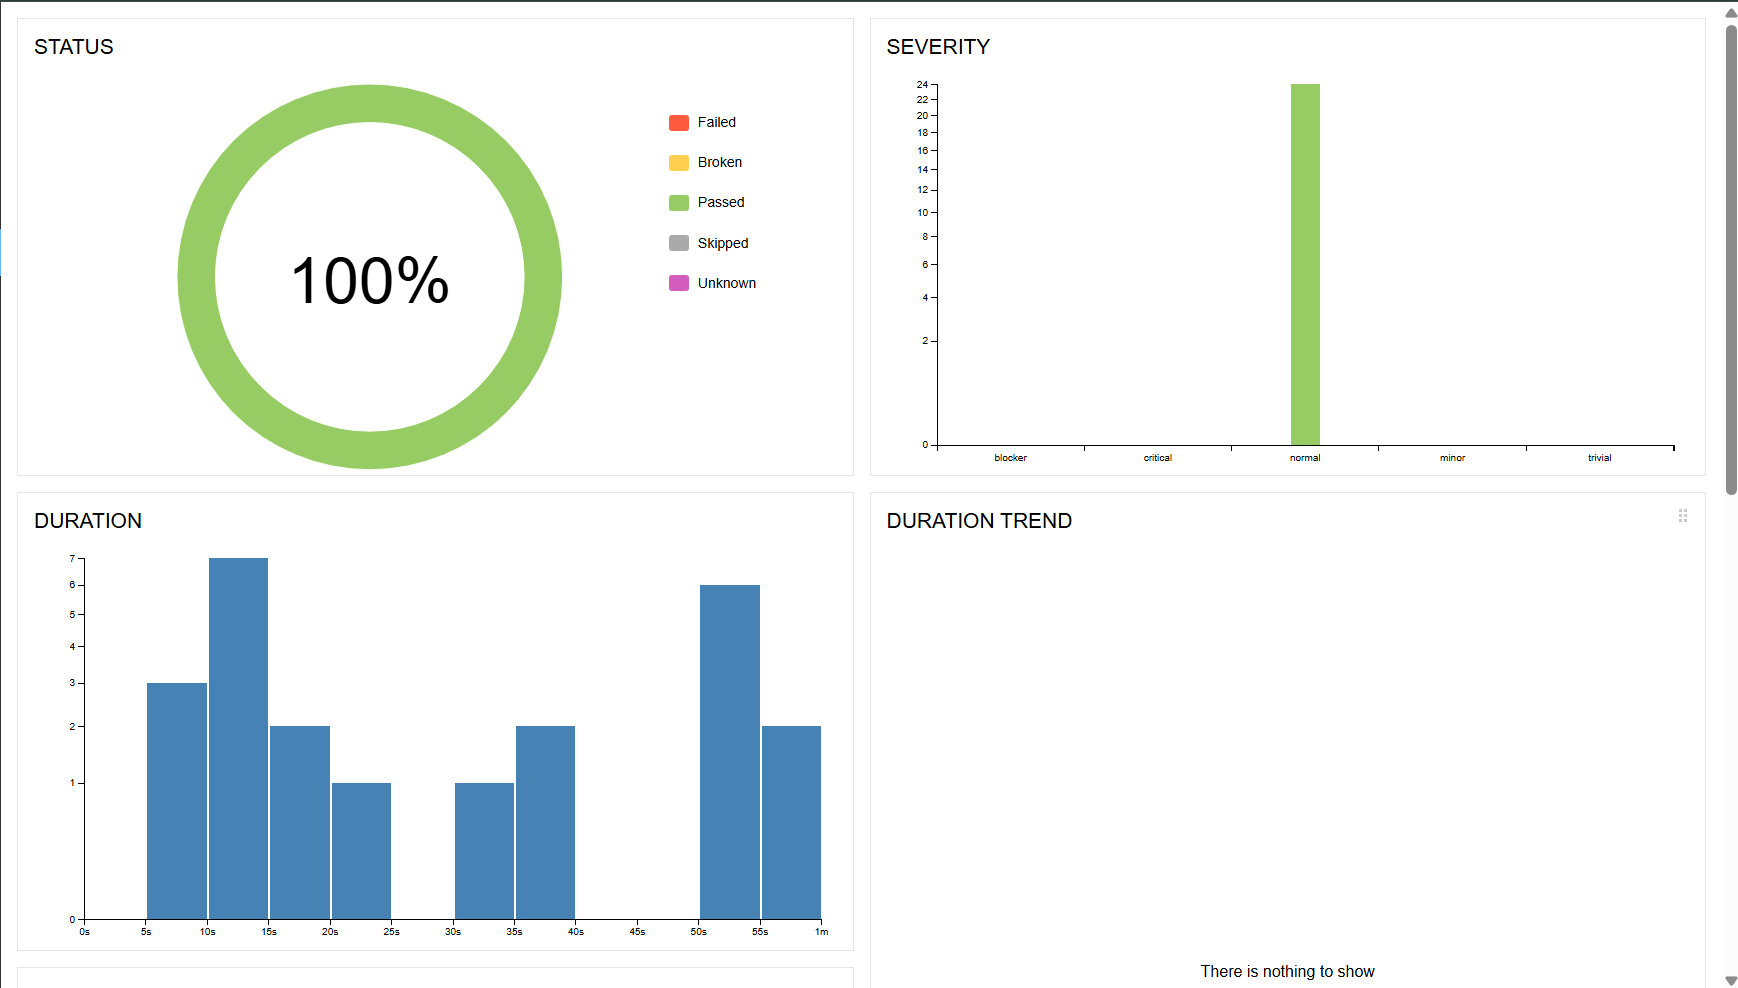 STATUS
100%
Failed
Broken
Passed
Skipped
Unknown
SEVERITY
24
22
20
18
16
14
12
10
8
6
4
2
0
blocker critical normal minor trivial
DURATION
7
6
5
4
3
2
1
0
0s 5s 10s 15s 20s 25s 30s 35s 40s 45s 50s 55s 1m
DURATION TREND
There is nothing to show